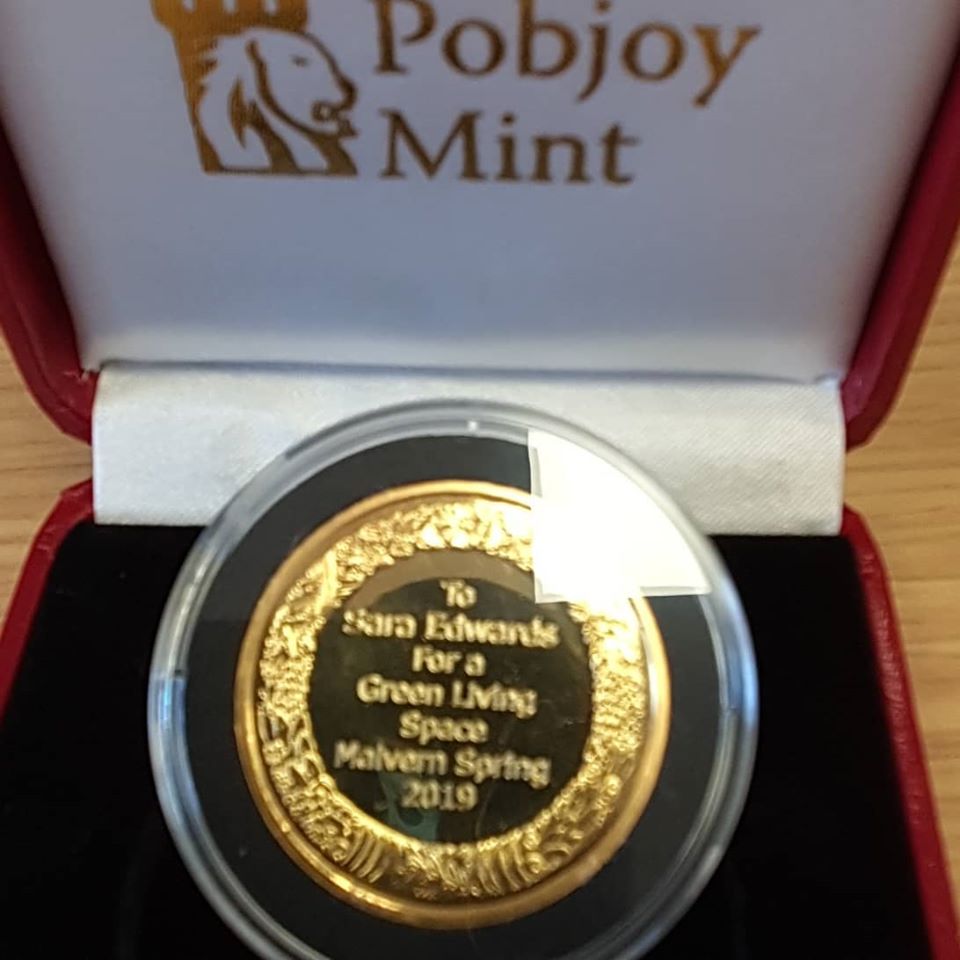 Pobjoy
Mint
To
Sara Edwards
For a
Green Living
Space
Malvern Spring
2019